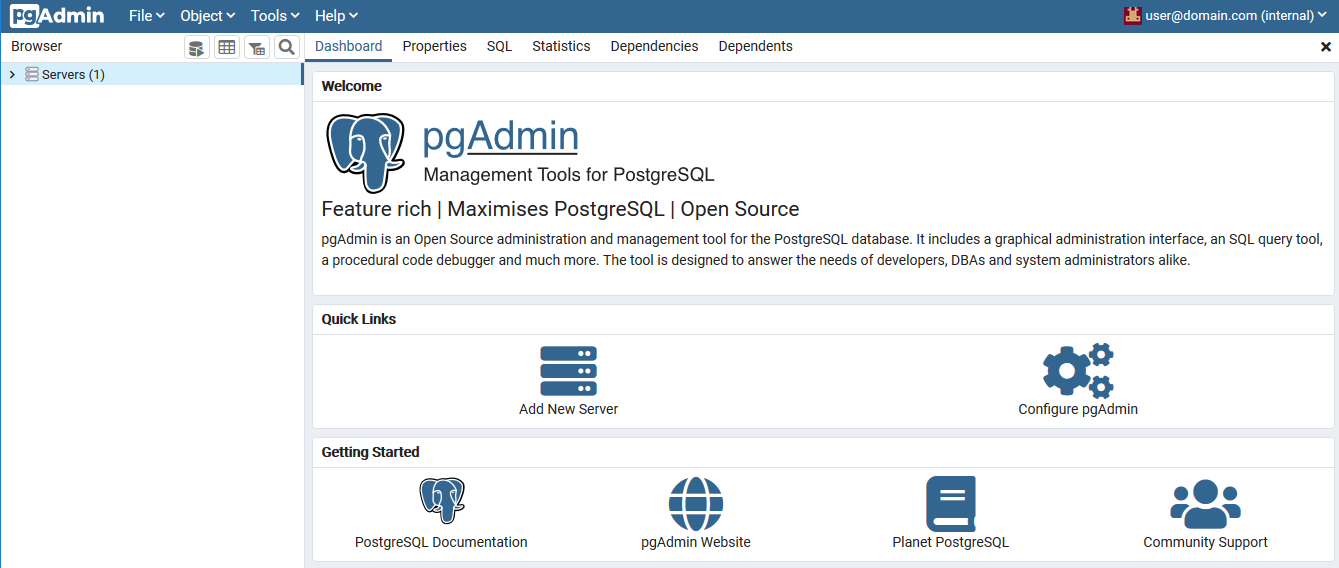 pgAdmin File Object Tools Help user@domain.com (internal)
Browser Dashboard Properties SQL Statistics Dependencies Dependents
Servers (1)
Welcome
pgAdmin
Management Tools for PostgreSQL
Feature rich | Maximises PostgreSQL | Open Source
pgAdmin is an Open Source administration and management tool for the PostgreSQL database. It includes a graphical administration interface, an SQL query tool,
a procedural code debugger and much more. The tool is designed to answer the needs of developers, DBAs and system administrators alike.
Quick Links
Add New Server Configure pgAdmin
Getting Started
PostgreSQL Documentation pgAdmin Website Planet PostgreSQL Community Support